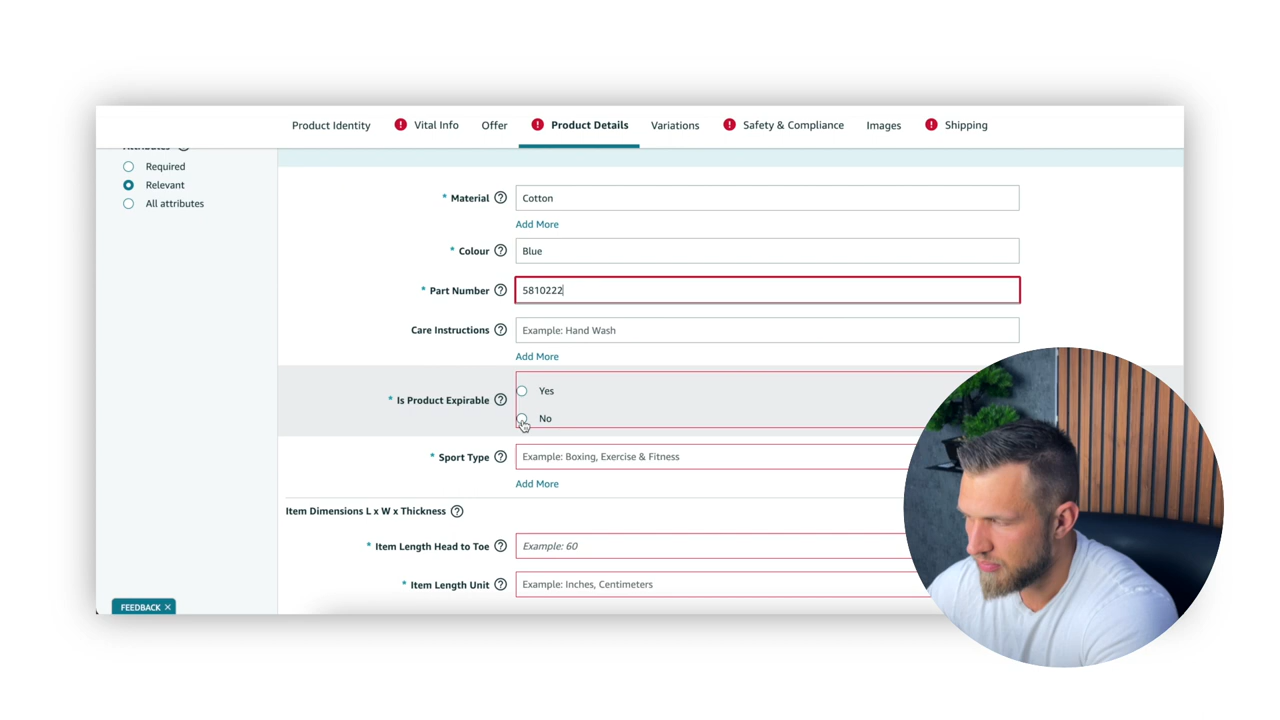 Product Identity
Vital Info
Offer
Product Details
Variations
Safety & Compliance
Images
Shipping
Attributes
Required
Relevant
All attributes
* Material
Cotton
Add More
* Colour
Blue
* Part Number
5810222
Care Instructions
Example: Hand Wash
Add More
* Is Product Expirable
Yes
No
* Sport Type
Example: Boxing, Exercise & Fitness
Add More
Item Dimensions L x W x Thickness
* Item Length Head to Toe
Example: 60
* Item Length Unit
Example: Inches, Centimeters
FEEDBACK